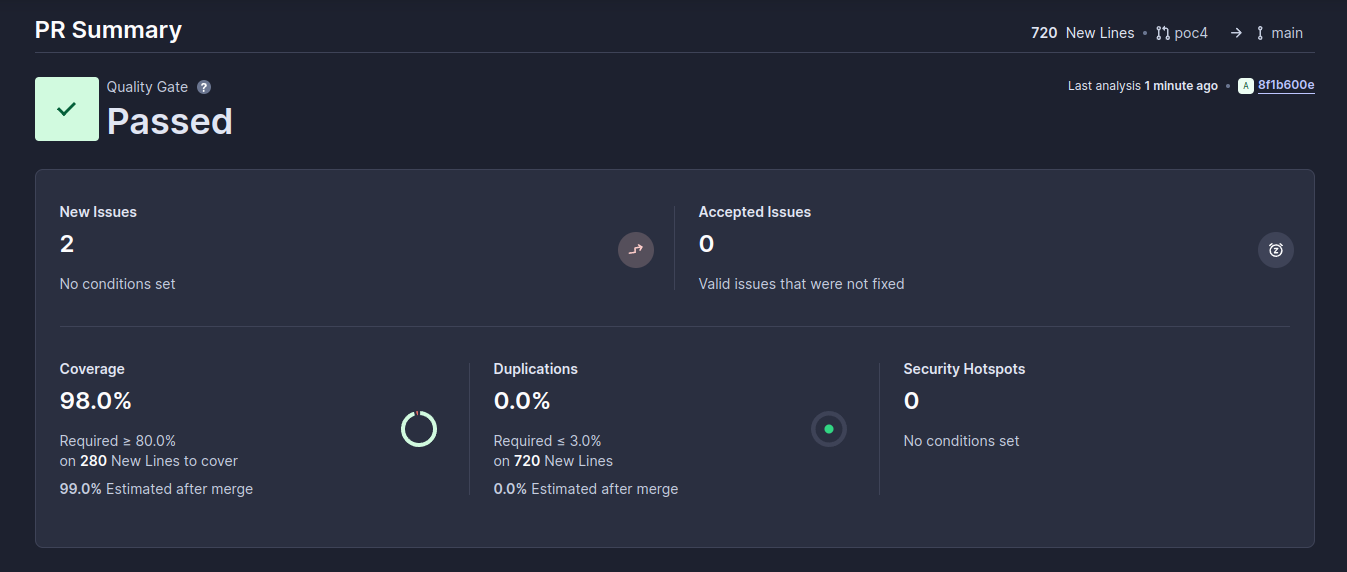 PR Summary
720 New Lines • poc4 → main
Quality Gate ?
Passed
Last analysis 1 minute ago • A 8f1b600e
New Issues
2
No conditions set
Accepted Issues
0
Valid issues that were not fixed
Coverage
98.0%
Required ≥ 80.0%
on 280 New Lines to cover
99.0% Estimated after merge
Duplications
0.0%
Required ≤ 3.0%
on 720 New Lines
0.0% Estimated after merge
Security Hotspots
0
No conditions set